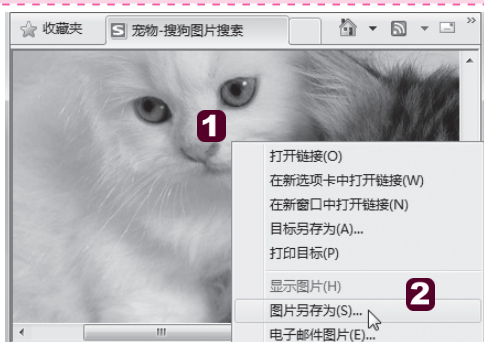 收藏夹
S 宠物-搜狗图片搜索
»
1
打开链接(O)
在新选项卡中打开链接(W)
在新窗口中打开链接(N)
目标另存为(A)...
打印目标(P)
显示图片(H)
2
图片另存为(S)...
电子邮件图片(E)...